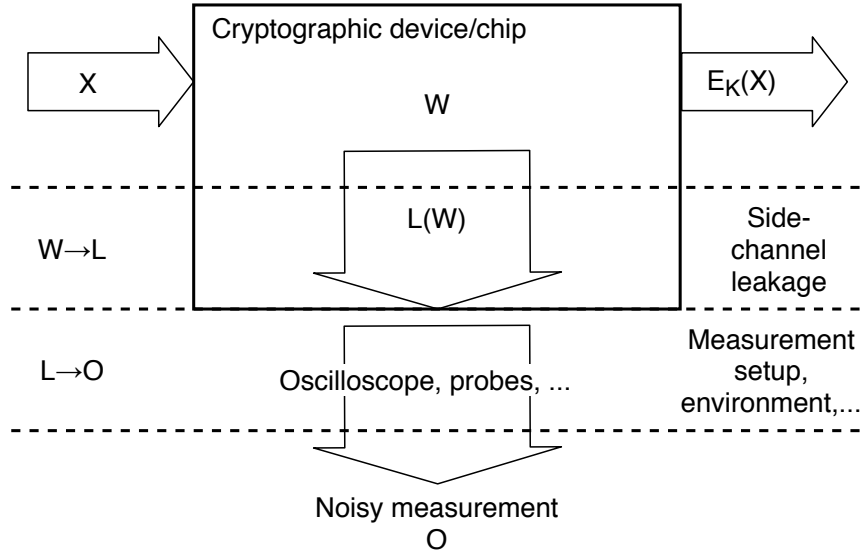 Cryptographic device/chip
X
W
E_K(X)
W→L
L(W)
Side-
channel
leakage
L→O
Oscilloscope, probes, ...
Measurement
setup,
environment,...
Noisy measurement
O